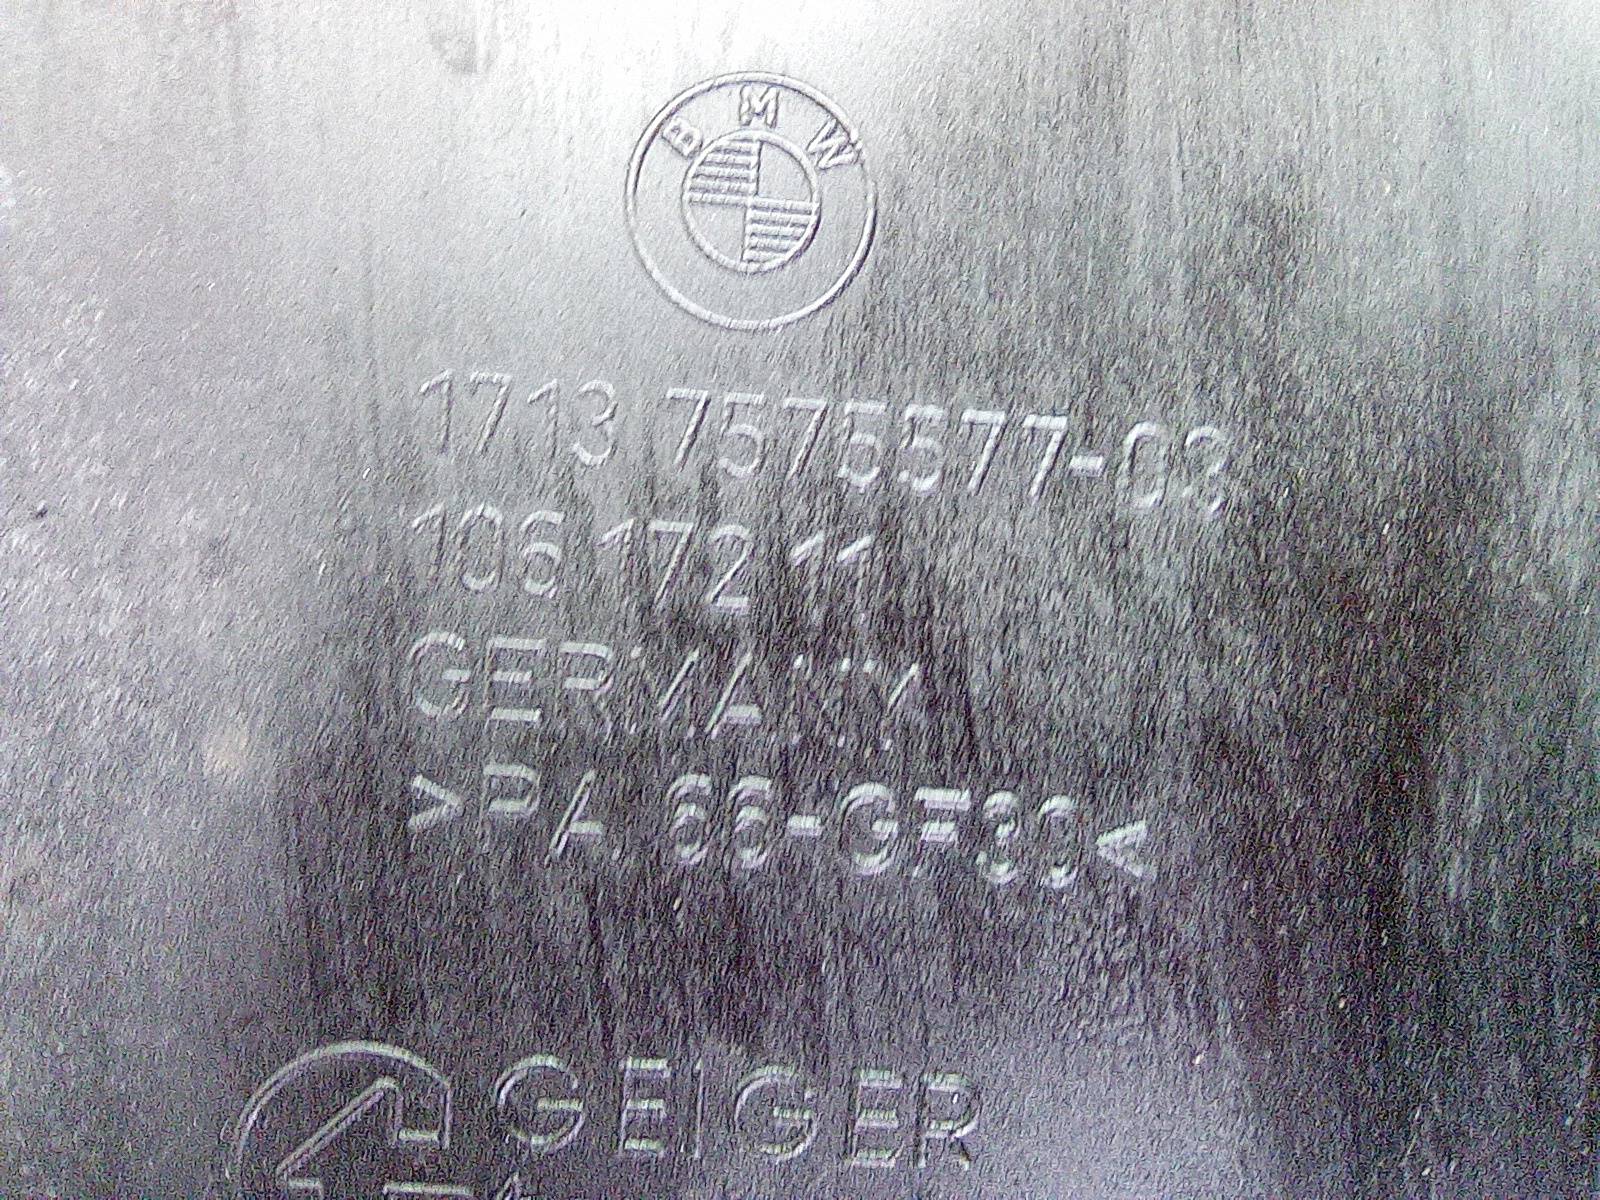 BMW
1713 7575577-03
106 172 11
GERMANY
>PA 66-GF30<
GEIGER